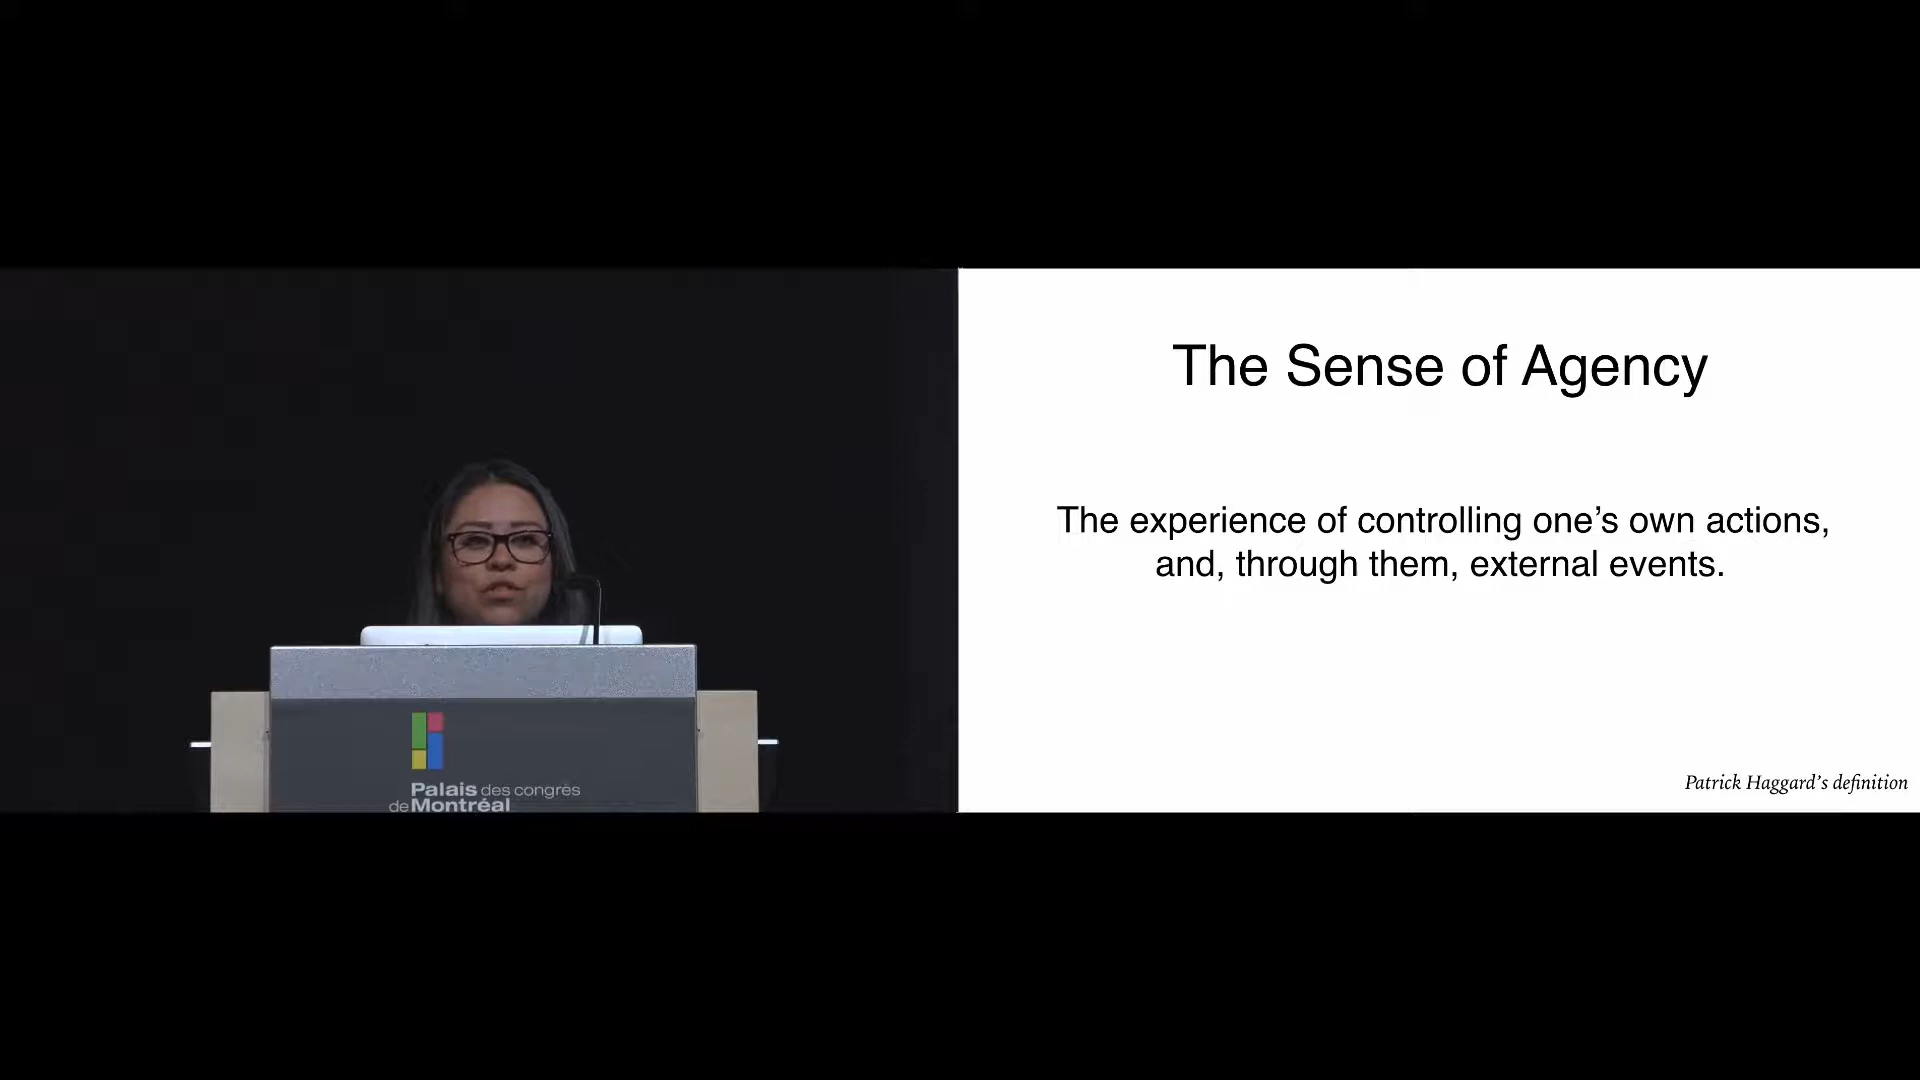 The Sense of Agency
The experience of controlling one’s own actions,
and, through them, external events.
Patrick Haggard’s definition
Palais des congrès
de Montréal